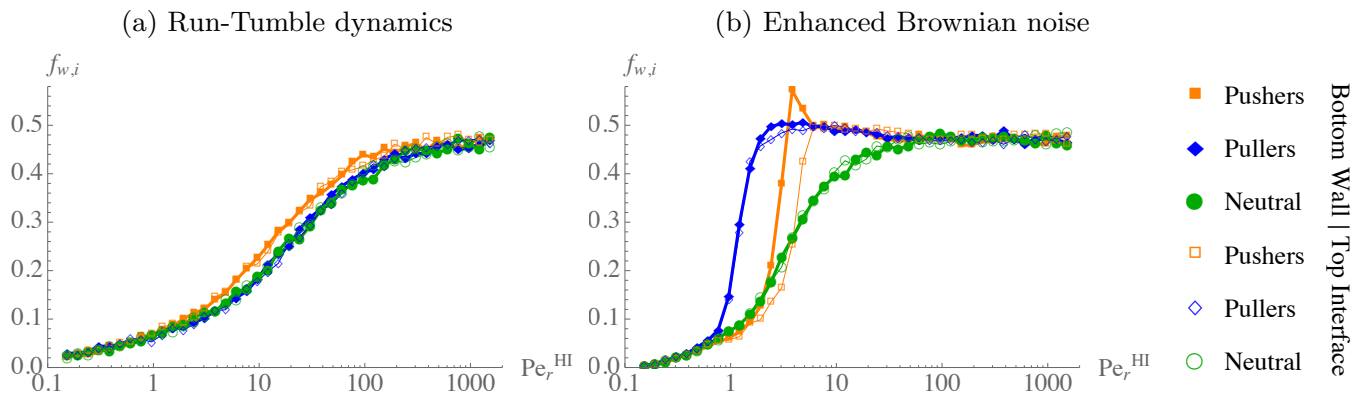 (a) Run-Tumble dynamics
f_{w,i}
0.5
0.4
0.3
0.2
0.1
0.0
0.1 1 10 100 1000
Pe_r^{HI}
(b) Enhanced Brownian noise
f_{w,i}
0.5
0.4
0.3
0.2
0.1
0.0
0.1 1 10 100 1000
Pe_r^{HI}
Pushers
Pullers
Neutral
Pushers
Pullers
Neutral
Bottom Wall | Top Interface